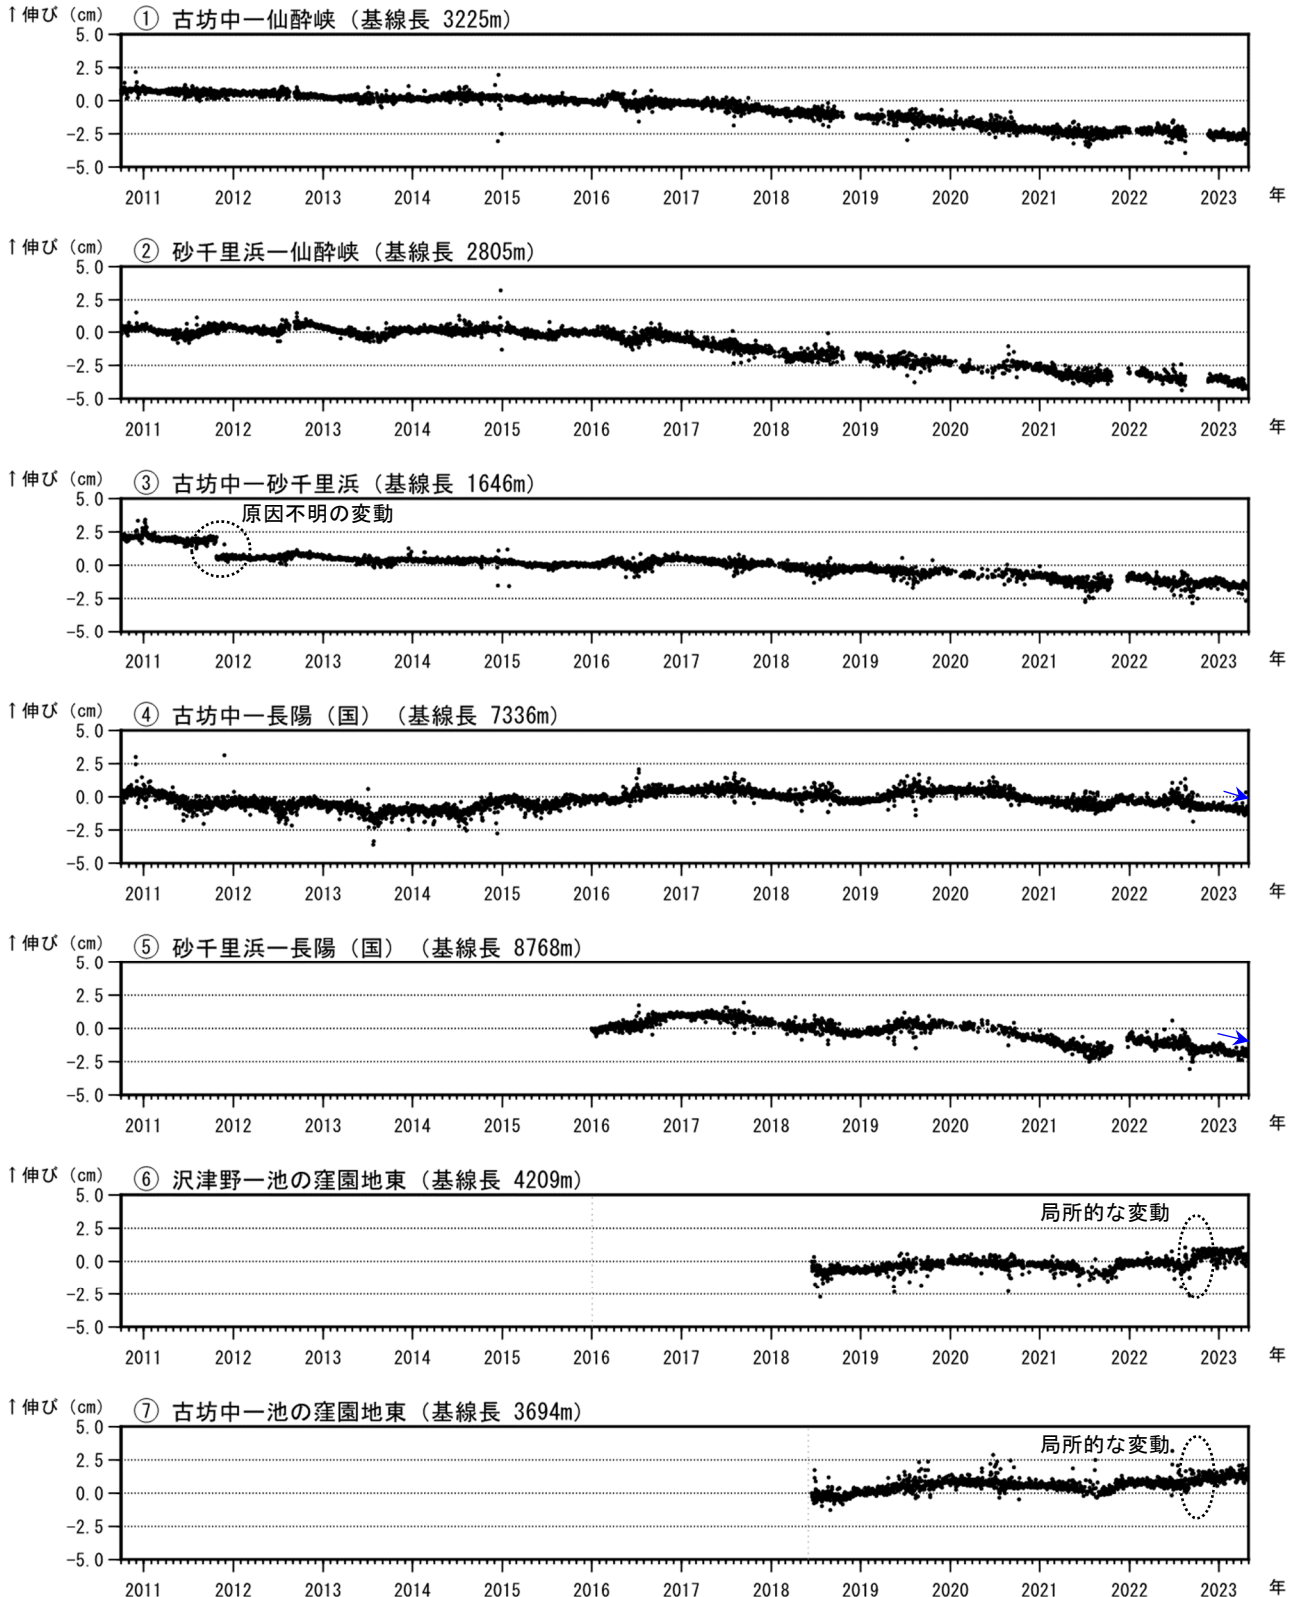 ↑伸び（cm） ① 古坊中－仙酔峡（基線長 3225m）
5.0
2.5
0.0
-2.5
-5.0
2011 2012 2013 2014 2015 2016 2017 2018 2019 2020 2021 2022 2023 年
↑伸び（cm） ② 砂千里浜－仙酔峡（基線長 2805m）
5.0
2.5
0.0
-2.5
-5.0
2011 2012 2013 2014 2015 2016 2017 2018 2019 2020 2021 2022 2023 年
↑伸び（cm） ③ 古坊中－砂千里浜（基線長 1646m）
5.0
原因不明の変動
2.5
0.0
-2.5
-5.0
2011 2012 2013 2014 2015 2016 2017 2018 2019 2020 2021 2022 2023 年
↑伸び（cm） ④ 古坊中－長陽（国）（基線長 7336m）
5.0
2.5
0.0
-2.5
-5.0
2011 2012 2013 2014 2015 2016 2017 2018 2019 2020 2021 2022 2023 年
↑伸び（cm） ⑤ 砂千里浜－長陽（国）（基線長 8768m）
5.0
2.5
0.0
-2.5
-5.0
2011 2012 2013 2014 2015 2016 2017 2018 2019 2020 2021 2022 2023 年
↑伸び（cm） ⑥ 沢津野－池の窪園地東（基線長 4209m）
5.0
局所的な変動
2.5
0.0
-2.5
-5.0
2011 2012 2013 2014 2015 2016 2017 2018 2019 2020 2021 2022 2023 年
↑伸び（cm） ⑦ 古坊中－池の窪園地東（基線長 3694m）
5.0
局所的な変動
2.5
0.0
-2.5
-5.0
2011 2012 2013 2014 2015 2016 2017 2018 2019 2020 2021 2022 2023 年